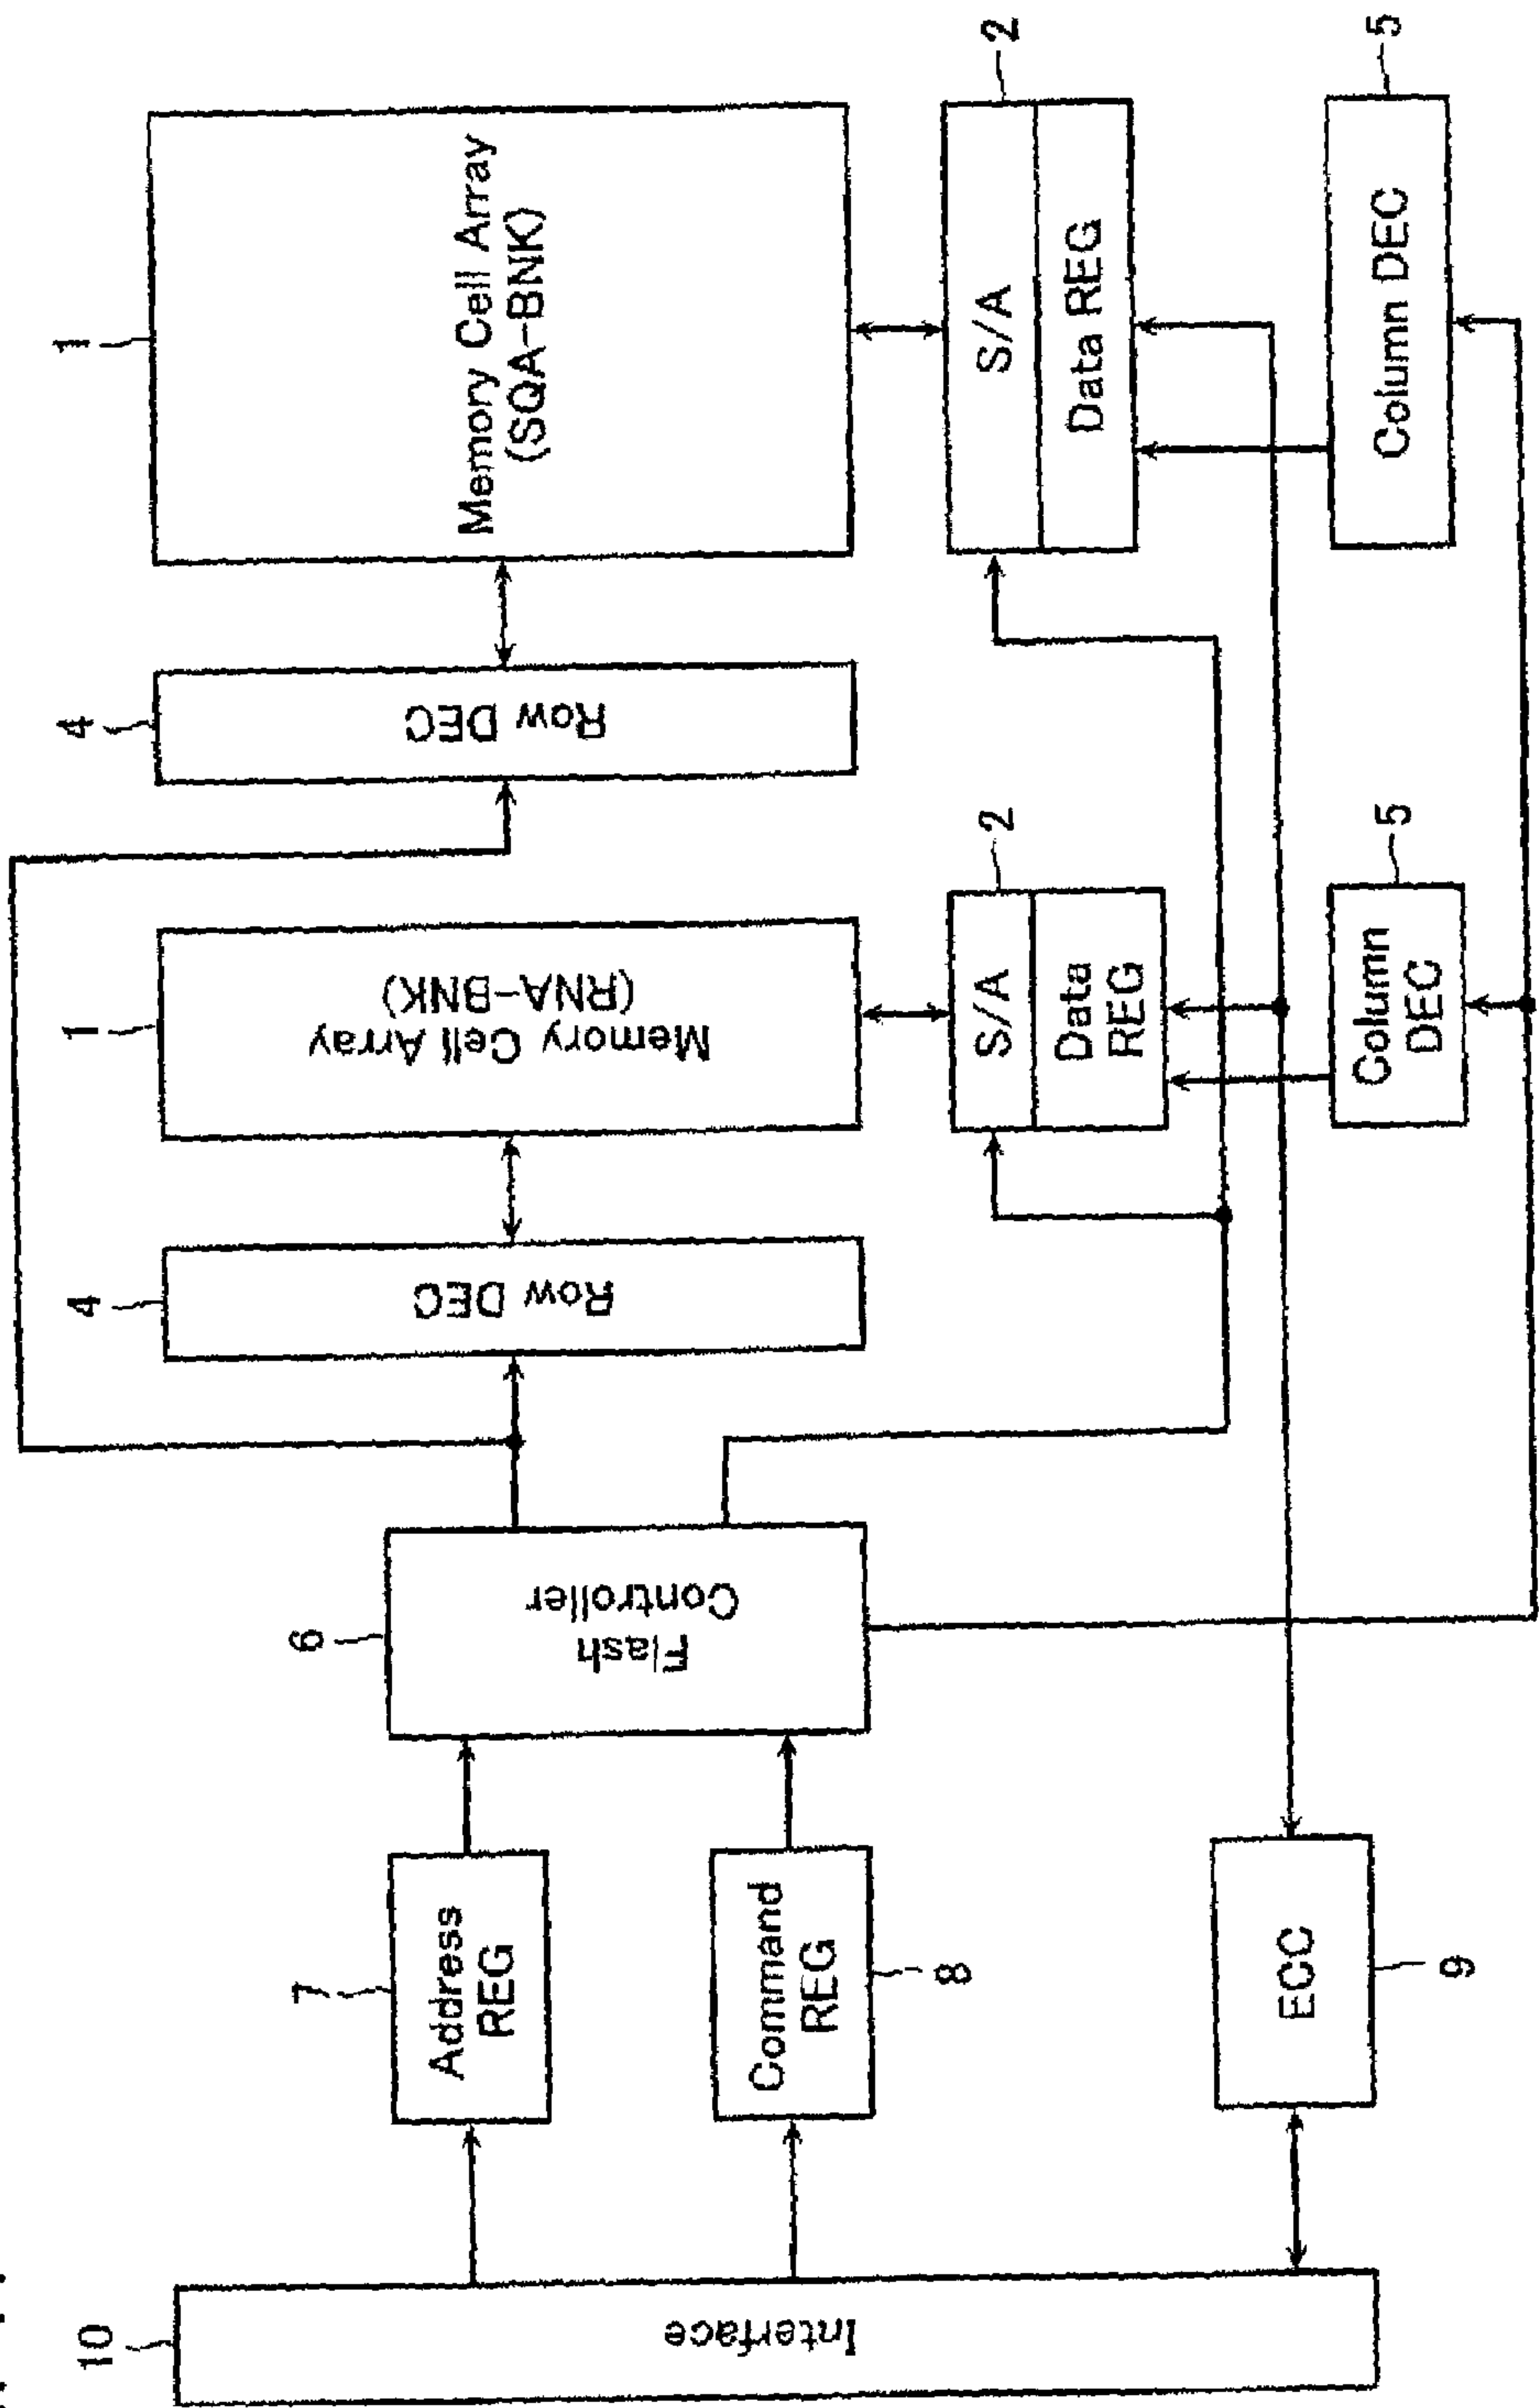 10
Interface
7
Address
REG
Command
REG
8
ECC
9
6
Flash
Controller
4
Row DEC
1
Memory Cell Array
(RNA-BNK)
2
S/A
Data
REG
5
Column
DEC
4
Row DEC
1
Memory Cell Array
(SQA-BNK)
2
S/A
Data REG
5
Column DEC